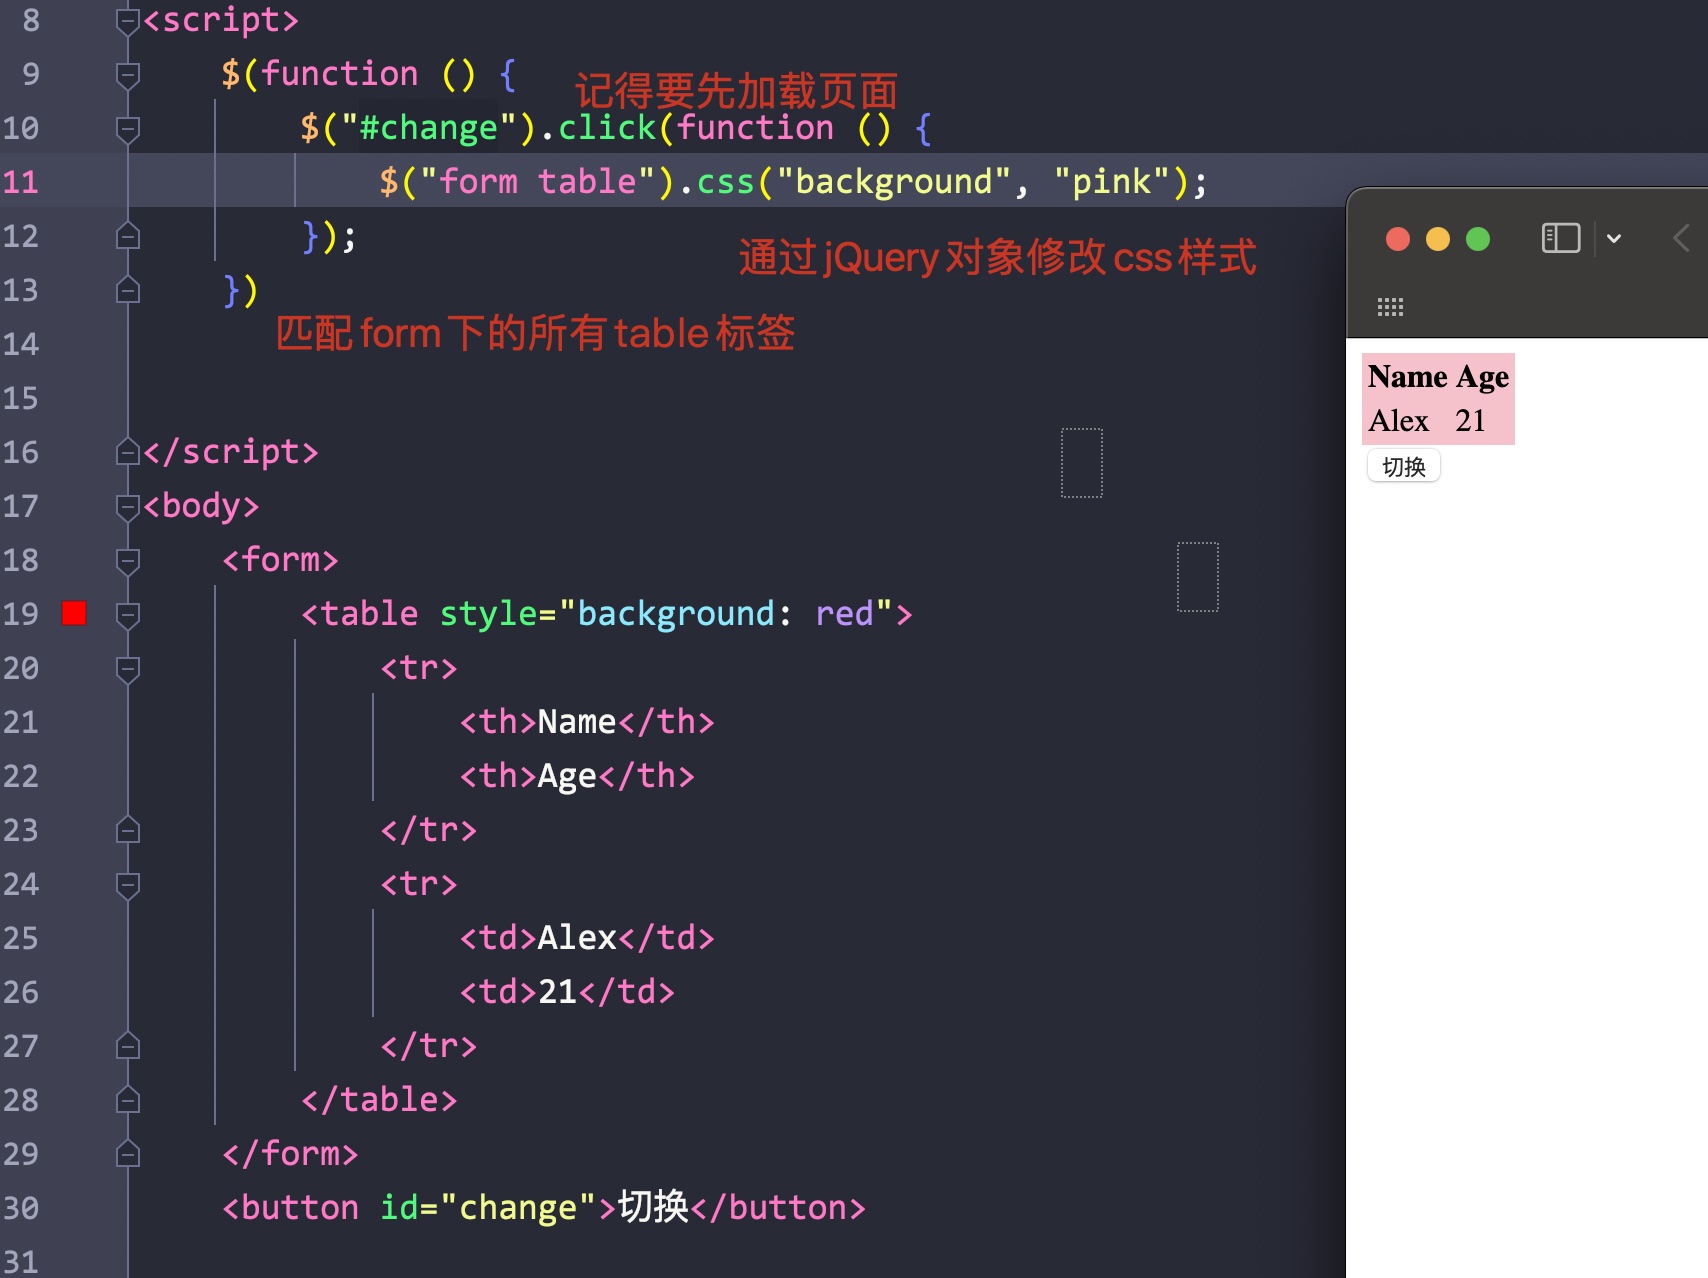 8 <script>
9 $(function () {
记得要先加载页面
10 $("#change").click(function () {
11 $("form table").css("background", "pink");
12 });
通过jQuery对象修改css样式
13 })
匹配form下的所有table标签
14
15
16 </script>
17 <body>
18 <form>
19 <table style="background: red">
20 <tr>
21 <th>Name</th>
22 <th>Age</th>
23 </tr>
24 <tr>
25 <td>Alex</td>
26 <td>21</td>
27 </tr>
28 </table>
29 </form>
30 <button id="change">切换</button>
31
Name Age
Alex 21
切换